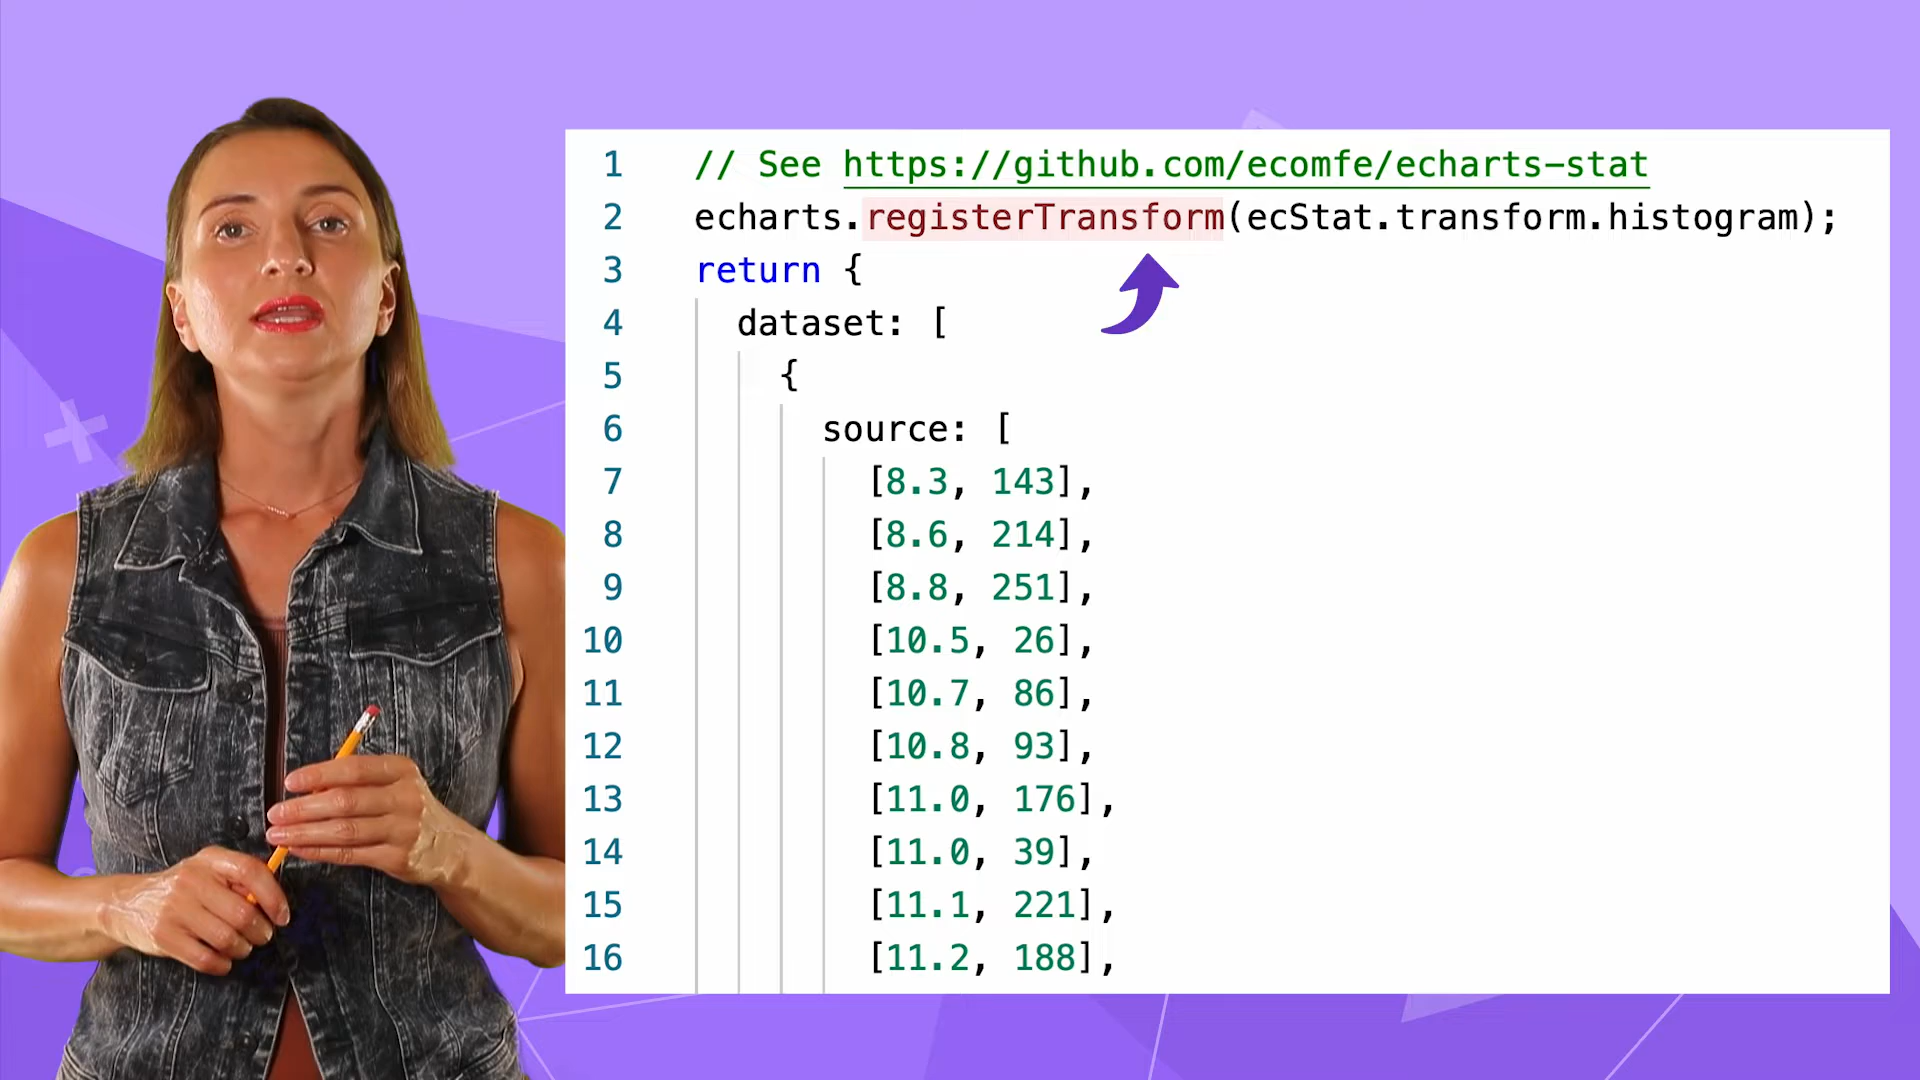 1 // See https://github.com/ecomfe/echarts-stat
2 echarts.registerTransform(ecStat.transform.histogram);
3 return {
4 dataset: [
5 {
6 source: [
7 [8.3, 143],
8 [8.6, 214],
9 [8.8, 251],
10 [10.5, 26],
11 [10.7, 86],
12 [10.8, 93],
13 [11.0, 176],
14 [11.0, 39],
15 [11.1, 221],
16 [11.2, 188],